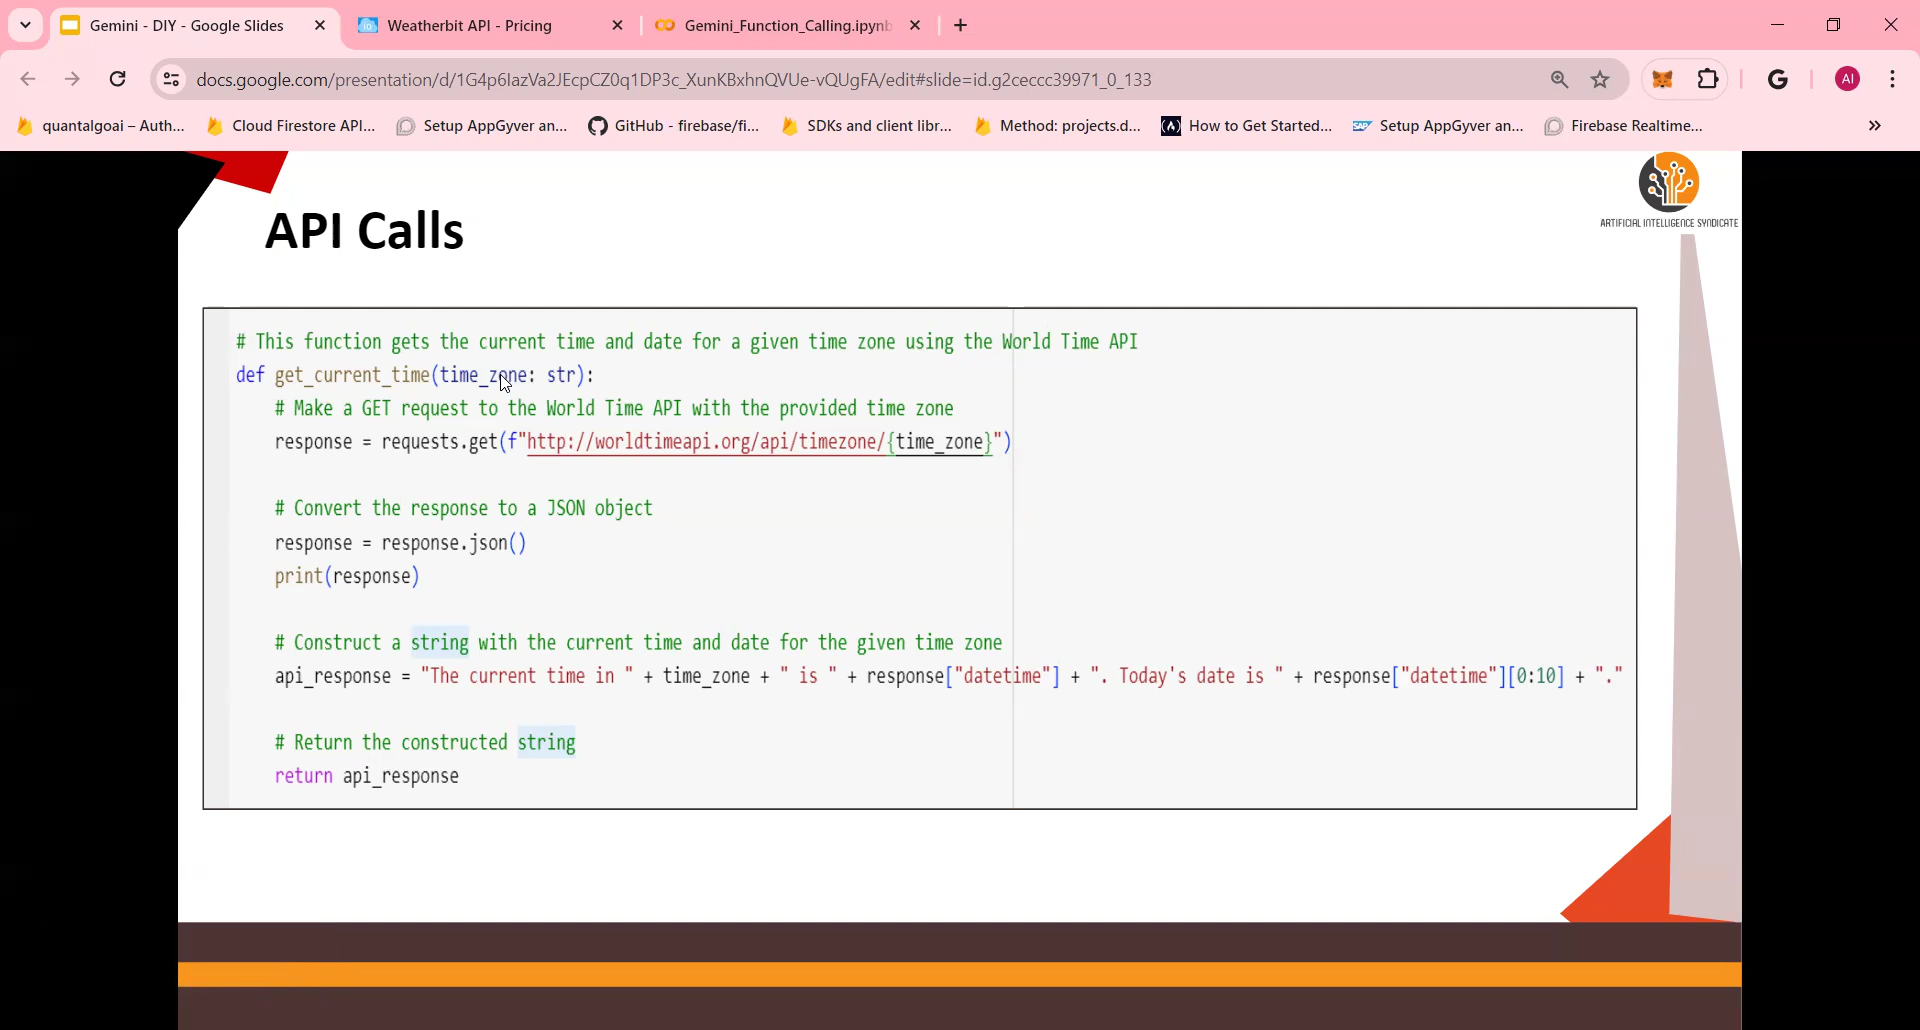 Gemini - DIY - Google Slides
Weatherbit API - Pricing
Gemini_Function_Calling.ipynb
docs.google.com/presentation/d/1G4p6lazVa2JEcpCZ0q1DP3c_XunKBxhnQVUe-vQUgFA/edit#slide=id.g2ceccc39971_0_133
G
AI
quantalgoai – Auth...
Cloud Firestore API...
Setup AppGyver an...
GitHub - firebase/fi...
SDKs and client libr...
Method: projects.d...
How to Get Started...
SAP
Setup AppGyver an...
Firebase Realtime...
ARTIFICIAL INTELLIGENCE SYNDICATE
API Calls
# This function gets the current time and date for a given time zone using the World Time API
def get_current_time(time_zone: str):
# Make a GET request to the World Time API with the provided time zone
response = requests.get(f"http://worldtimeapi.org/api/timezone/{time_zone}")
# Convert the response to a JSON object
response = response.json()
print(response)
# Construct a string with the current time and date for the given time zone
api_response = "The current time in " + time_zone + " is " + response["datetime"] + ". Today's date is " + response["datetime"][0:10] + "."
# Return the constructed string
return api_response